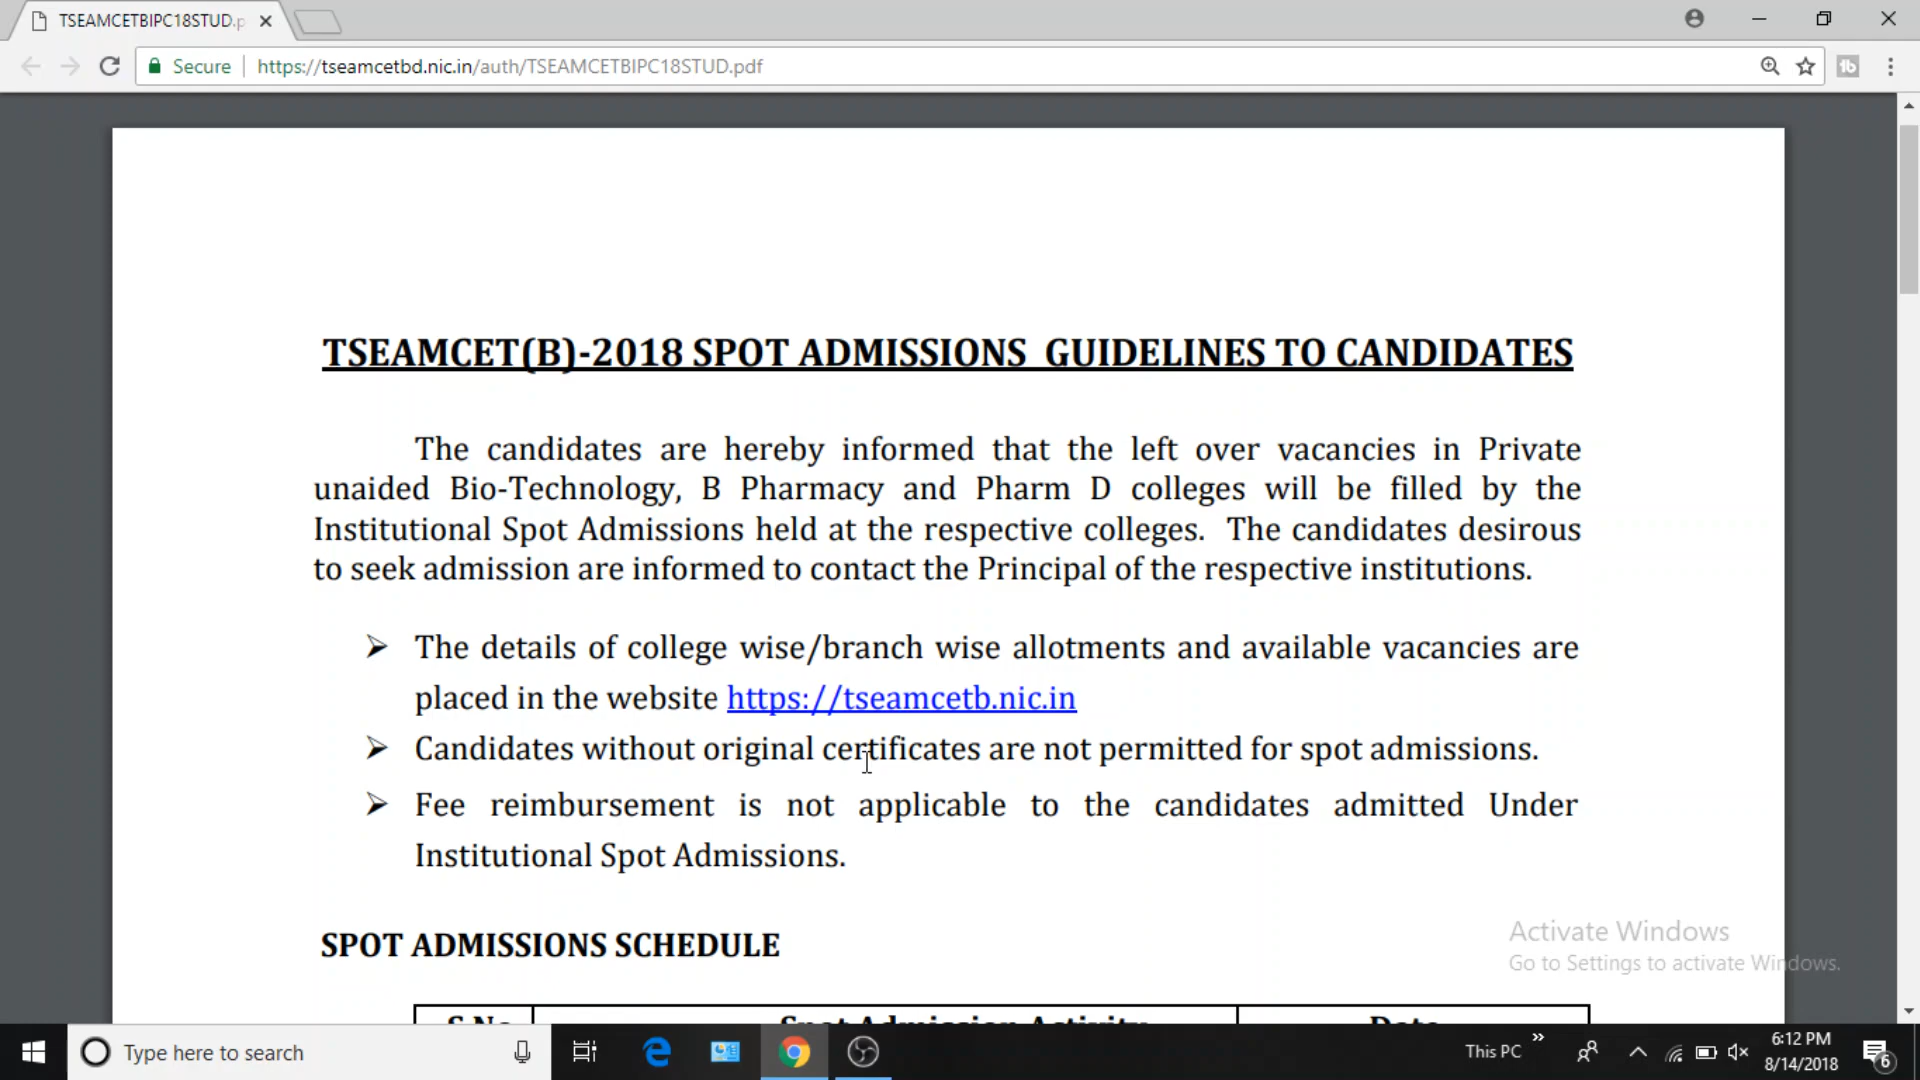 TSEAMCETBIPC18STUD.p
Secure
https://tseamcetbd.nic.in/auth/TSEAMCETBIPC18STUD.pdf
TSEAMCET(B)-2018 SPOT ADMISSIONS GUIDELINES TO CANDIDATES
The candidates are hereby informed that the left over vacancies in Private
unaided Bio-Technology, B Pharmacy and Pharm D colleges will be filled by the
Institutional Spot Admissions held at the respective colleges. The candidates desirous
to seek admission are informed to contact the Principal of the respective institutions.
➢ The details of college wise/branch wise allotments and available vacancies are
placed in the website https://tseamcetb.nic.in
➢ Candidates without original certificates are not permitted for spot admissions.
➢ Fee reimbursement is not applicable to the candidates admitted Under
Institutional Spot Admissions.
SPOT ADMISSIONS SCHEDULE
Activate Windows
Go to Settings to activate Windows.
S.No Spot Admission Activity Date
Type here to search
This PC
6:12 PM
8/14/2018
6